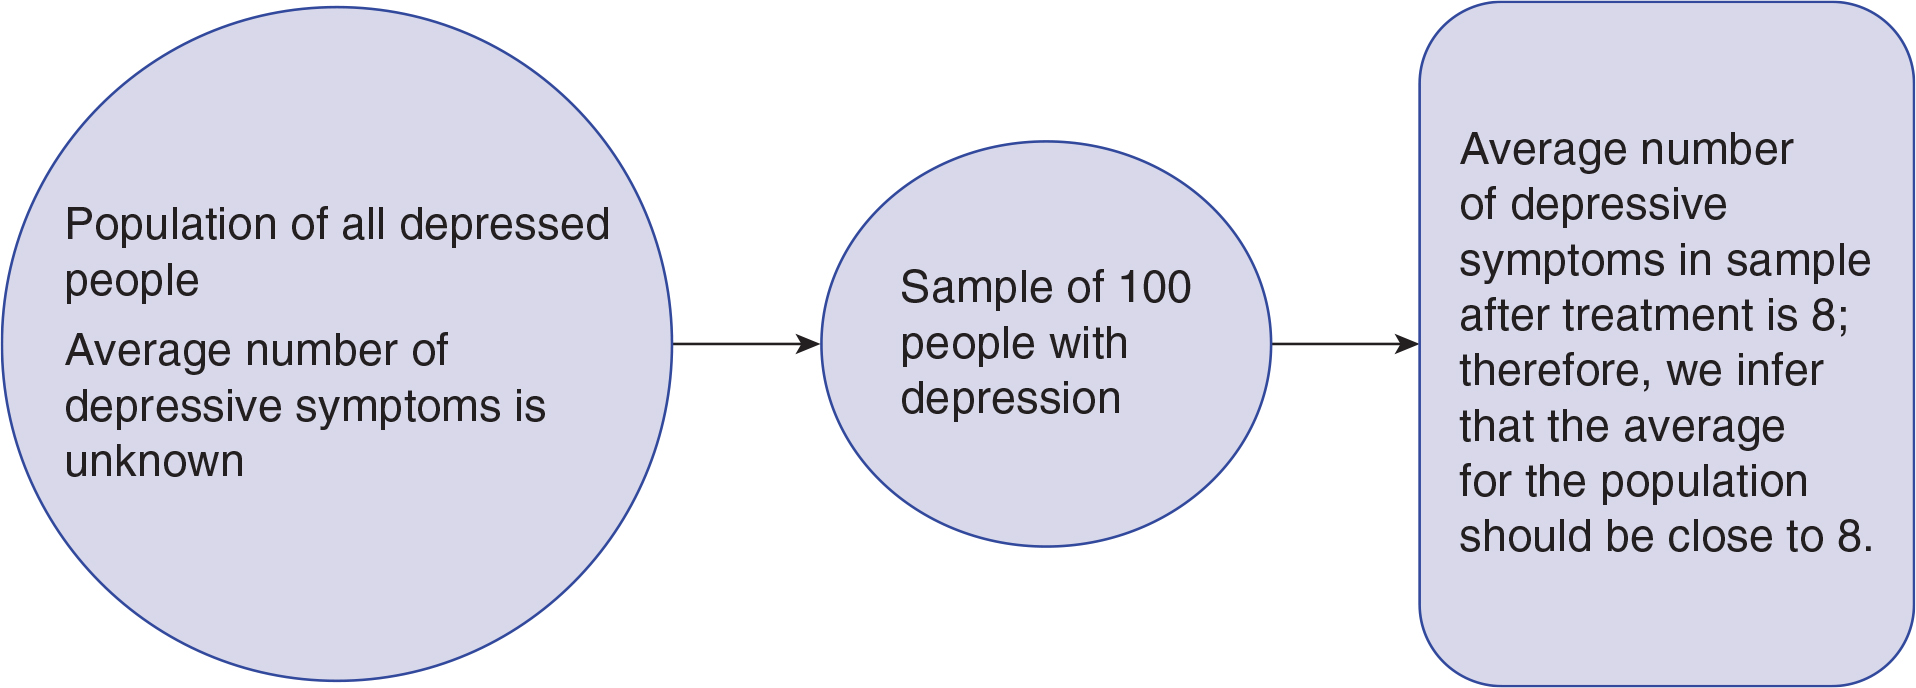 Population of all depressed
people
Average number of
depressive symptoms is
unknown
Sample of 100
people with
depression
Average number
of depressive
symptoms in sample
after treatment is 8;
therefore, we infer
that the average
for the population
should be close to 8.